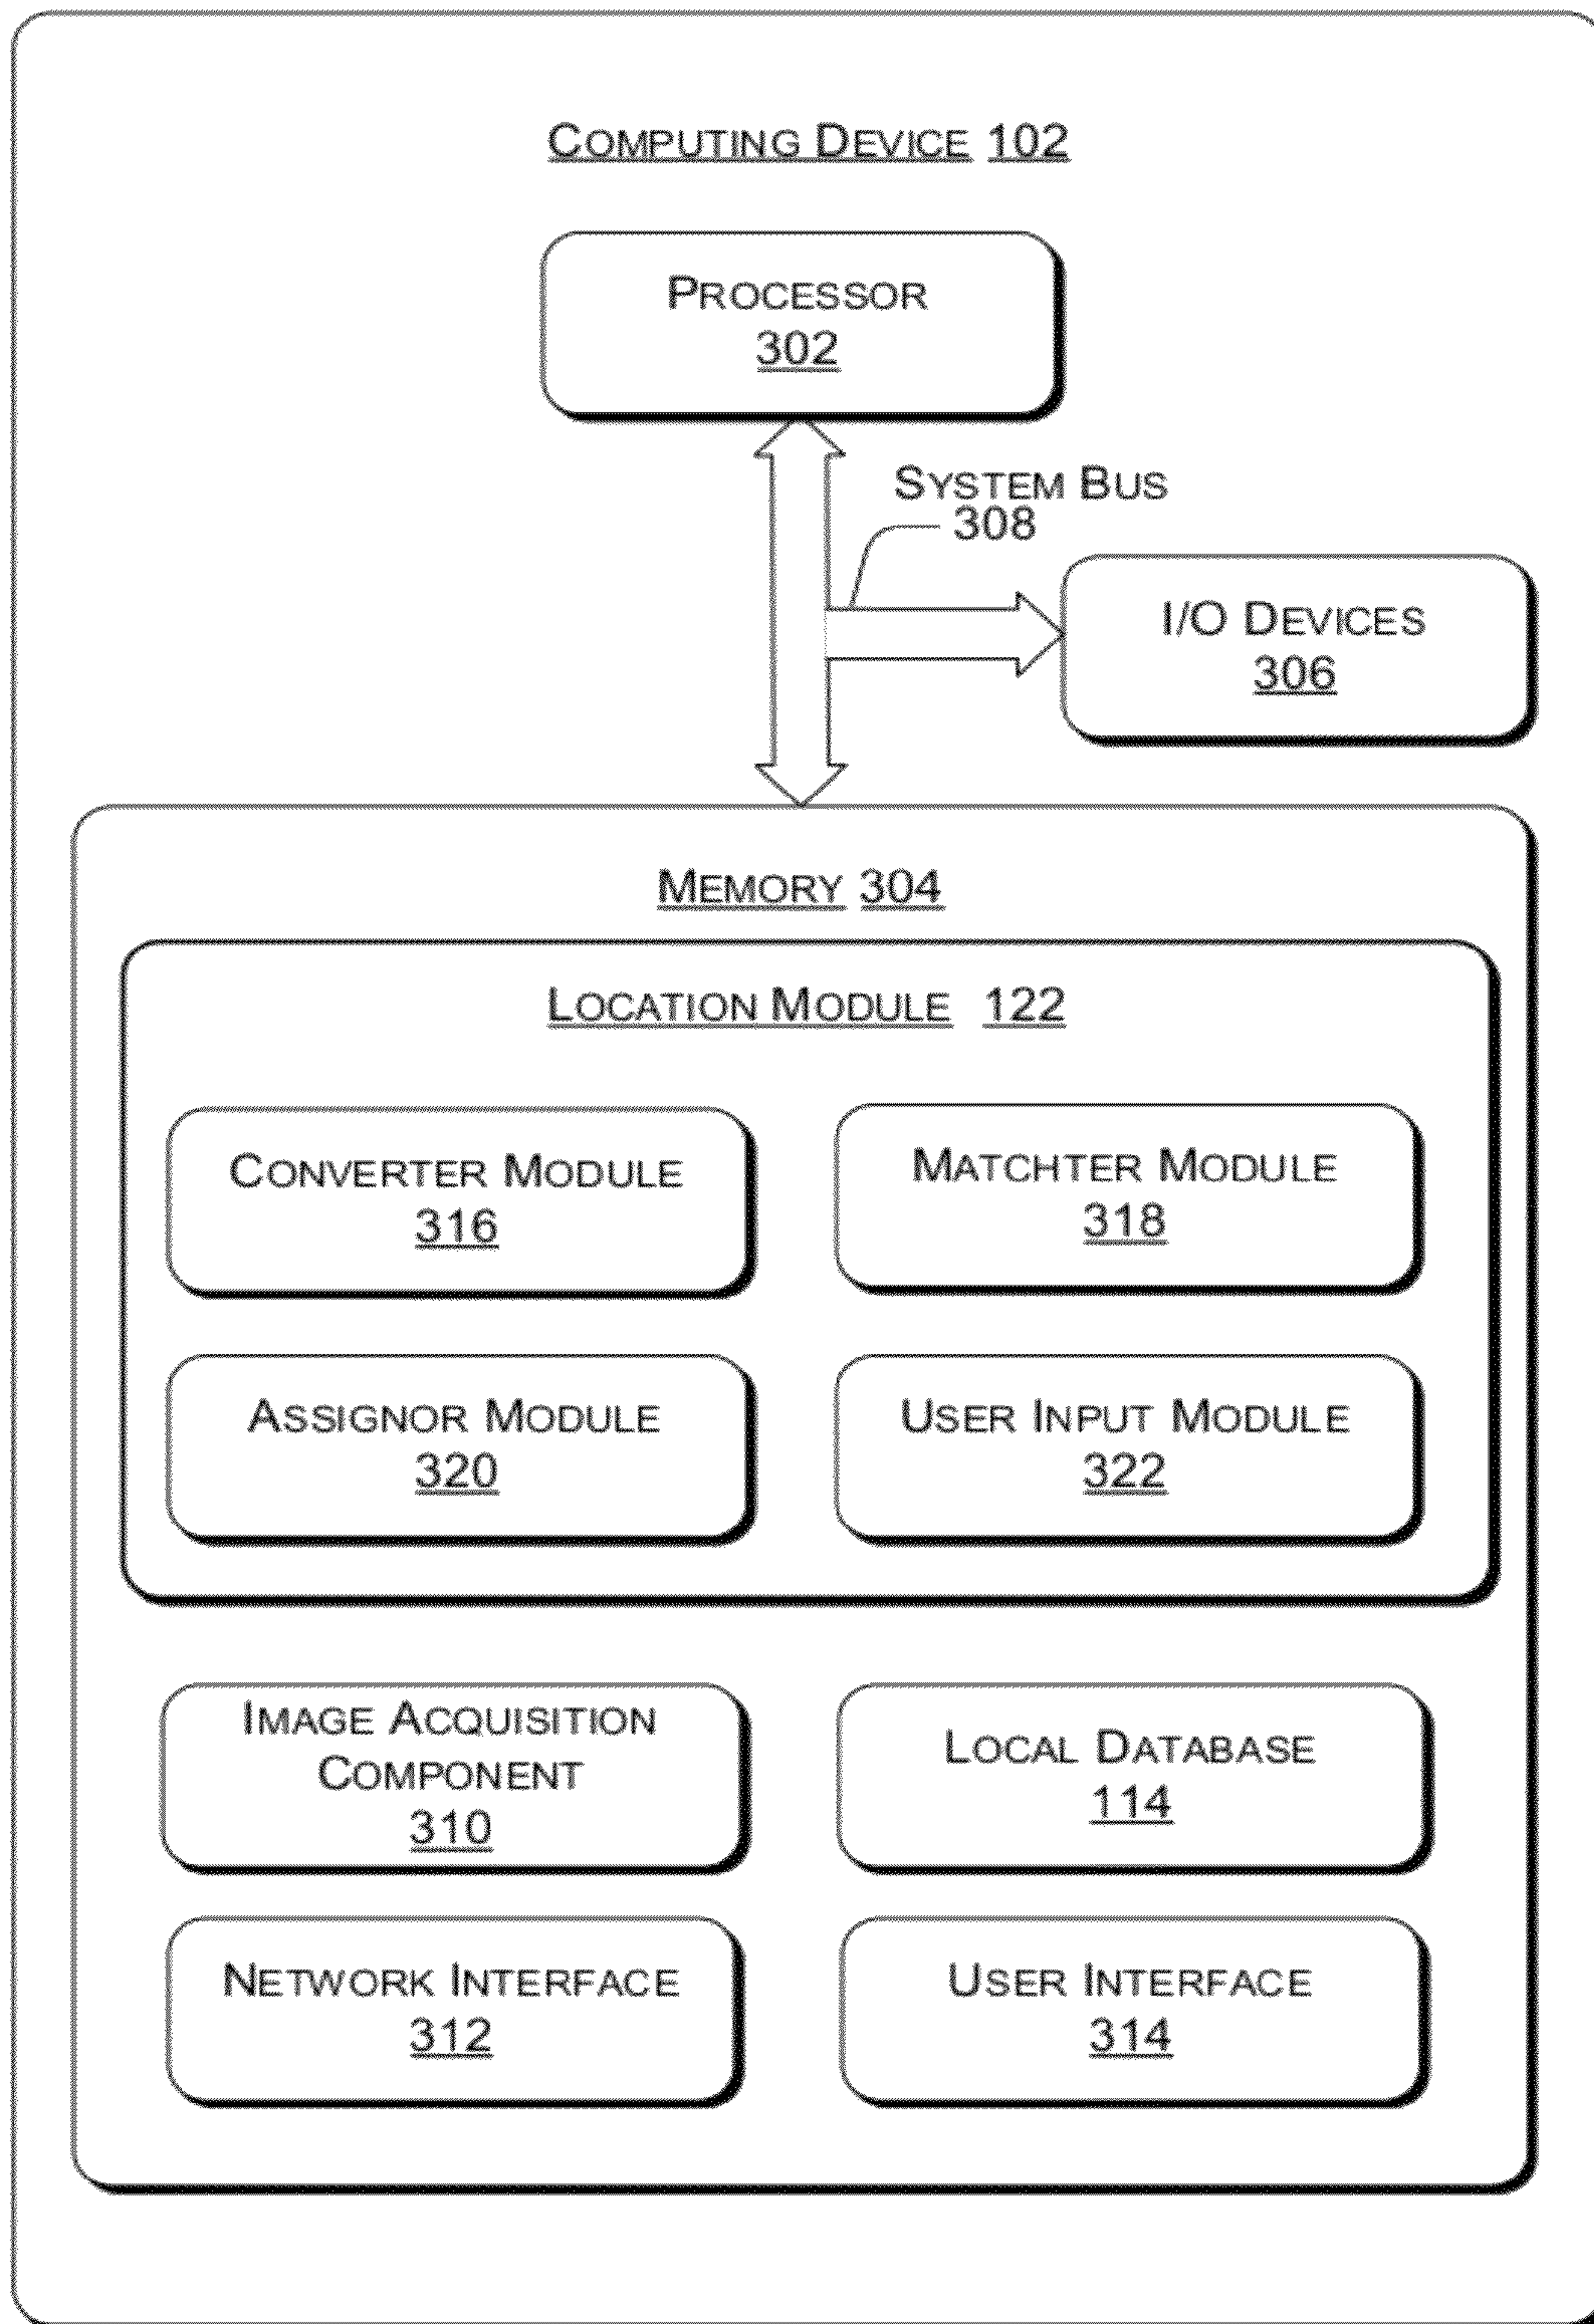 COMPUTING DEVICE 102
PROCESSOR
302
SYSTEM BUS
308
I/O DEVICES
306
MEMORY 304
LOCATION MODULE 122
CONVERTER MODULE
316
MATCHTER MODULE
318
ASSIGNOR MODULE
320
USER INPUT MODULE
322
IMAGE ACQUISITION
COMPONENT
310
LOCAL DATABASE
114
NETWORK INTERFACE
312
USER INTERFACE
314